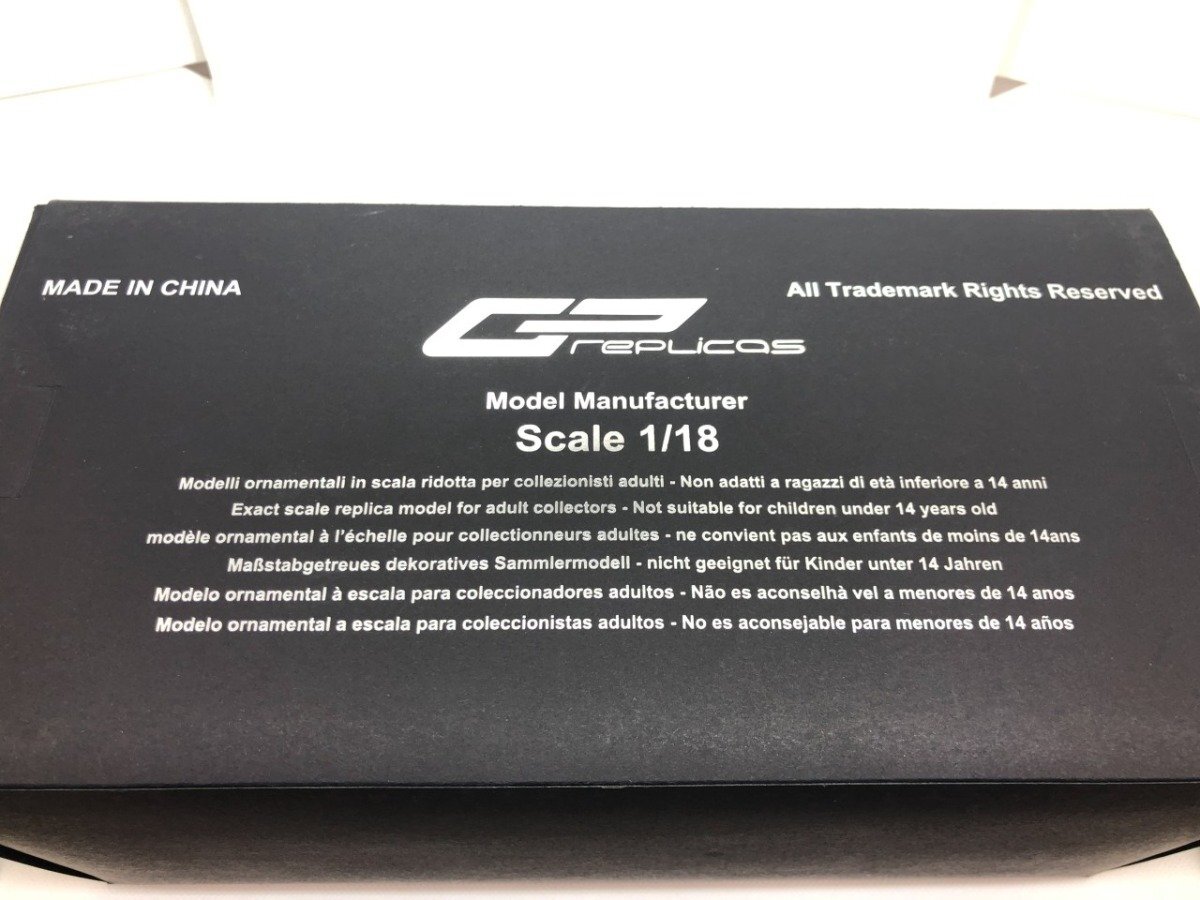 MADE IN CHINA
All Trademark Rights Reserved
GP replicas
Model Manufacturer
Scale 1/18
Modelli ornamentali in scala ridotta per collezionisti adulti - Non adatti a ragazzi di età inferiore a 14 anni
Exact scale replica model for adult collectors - Not suitable for children under 14 years old
modèle ornamental à l'échelle pour collectionneurs adultes - ne convient pas aux enfants de moins de 14ans
Maßstabgetreues dekoratives Sammlermodell - nicht geeignet für Kinder unter 14 Jahren
Modelo ornamental à escala para coleccionadores adultos - Não es aconselhà vel a menores de 14 anos
Modelo ornamental a escala para coleccionistas adultos - No es aconsejable para menores de 14 años